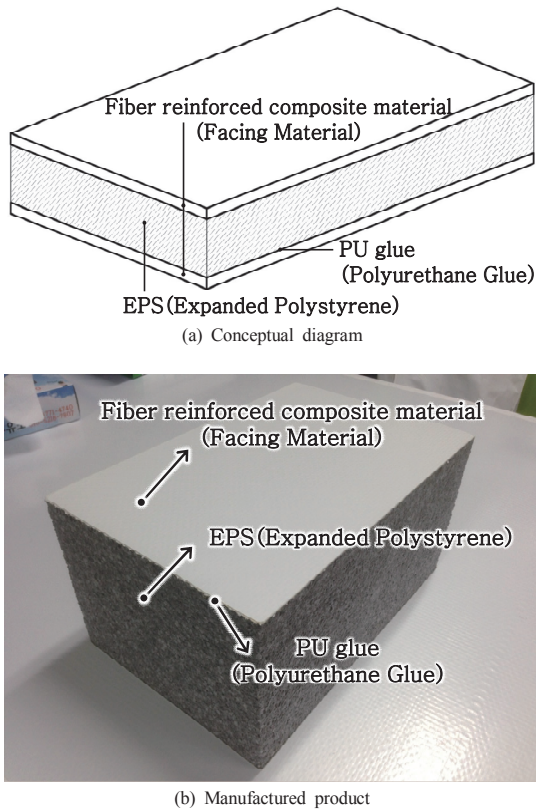 Fiber reinforced composite material
(Facing Material)
PU glue
(Polyurethane Glue)
EPS(Expanded Polystyrene)
(a) Conceptual diagram
Fiber reinforced composite material
(Facing Material)
EPS(Expanded Polystyrene)
PU glue
(Polyurethane Glue)
(b) Manufactured product